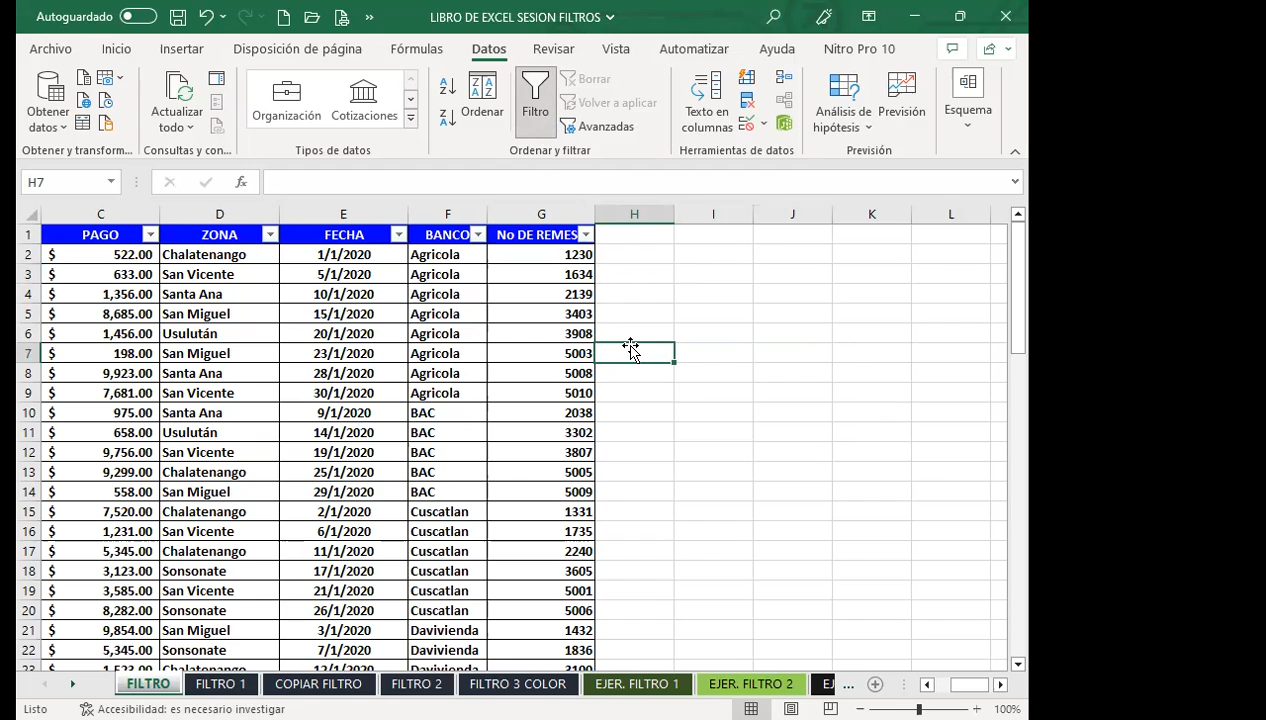 Autoguardado
LIBRO DE EXCEL SESION FILTROS
Archivo Inicio Insertar Disposición de página Fórmulas Datos Revisar Vista Automatizar Ayuda Nitro Pro 10
Obtener datos
Actualizar todo
Organización Cotizaciones
Ordenar
Filtro
Borrar
Volver a aplicar
Avanzadas
Texto en columnas
Análisis de hipótesis
Previsión
Esquema
Obtener y transform... Consultas y con... Tipos de datos Ordenar y filtrar Herramientas de datos Previsión
H7 fx
C D E F G H I J K L
1 PAGO ZONA FECHA BANCO No DE REMES
2 $ 522.00 Chalatenango 1/1/2020 Agricola 1230
3 $ 633.00 San Vicente 5/1/2020 Agricola 1634
4 $ 1,356.00 Santa Ana 10/1/2020 Agricola 2139
5 $ 8,685.00 San Miguel 15/1/2020 Agricola 3403
6 $ 1,456.00 Usulután 20/1/2020 Agricola 3908
7 $ 198.00 San Miguel 23/1/2020 Agricola 5003
8 $ 9,923.00 Santa Ana 28/1/2020 Agricola 5008
9 $ 7,681.00 San Vicente 30/1/2020 Agricola 5010
10 $ 975.00 Santa Ana 9/1/2020 BAC 2038
11 $ 658.00 Usulután 14/1/2020 BAC 3302
12 $ 9,756.00 San Vicente 19/1/2020 BAC 3807
13 $ 9,299.00 Chalatenango 25/1/2020 BAC 5005
14 $ 558.00 San Miguel 29/1/2020 BAC 5009
15 $ 7,520.00 Chalatenango 2/1/2020 Cuscatlan 1331
16 $ 1,231.00 San Vicente 6/1/2020 Cuscatlan 1735
17 $ 5,345.00 Chalatenango 11/1/2020 Cuscatlan 2240
18 $ 3,123.00 Sonsonate 17/1/2020 Cuscatlan 3605
19 $ 3,585.00 San Vicente 21/1/2020 Cuscatlan 5001
20 $ 8,282.00 Sonsonate 26/1/2020 Cuscatlan 5006
21 $ 9,854.00 San Miguel 3/1/2020 Davivienda 1432
22 $ 5,345.00 Sonsonate 7/1/2020 Davivienda 1836
23 $ 1,523.00 Chalatenango 12/1/2020 Davivienda 3100
FILTRO FILTRO 1 COPIAR FILTRO FILTRO 2 FILTRO 3 COLOR EJER. FILTRO 1 EJER. FILTRO 2 EJ ...
Listo Accesibilidad: es necesario investigar 100%